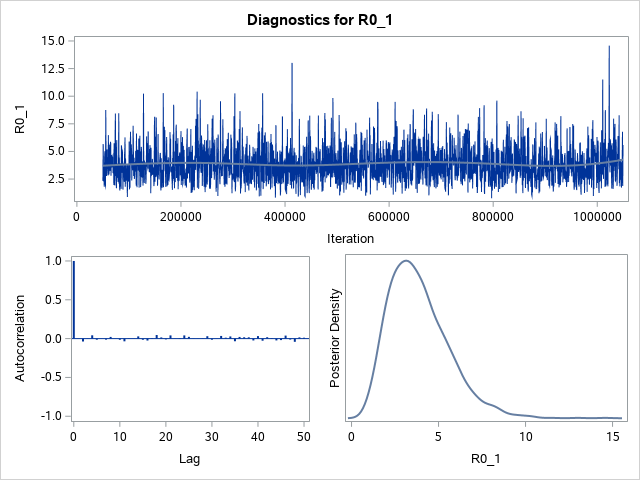 Diagnostics for R0_1
15.0
12.5
10.0
7.5
5.0
2.5
R0_1
0 200000 400000 600000 800000 1000000
Iteration
1.0
0.5
0.0
-0.5
-1.0
Autocorrelation
0 10 20 30 40 50
Lag
Posterior Density
0 5 10 15
R0_1